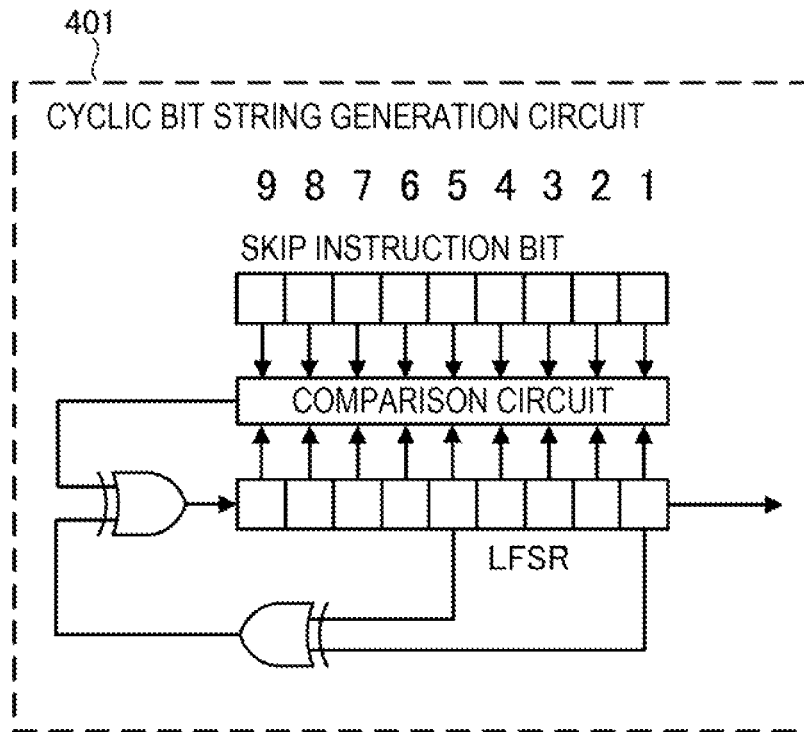 401
CYCLIC BIT STRING GENERATION CIRCUIT
9 8 7 6 5 4 3 2 1
SKIP INSTRUCTION BIT
COMPARISON CIRCUIT
LFSR